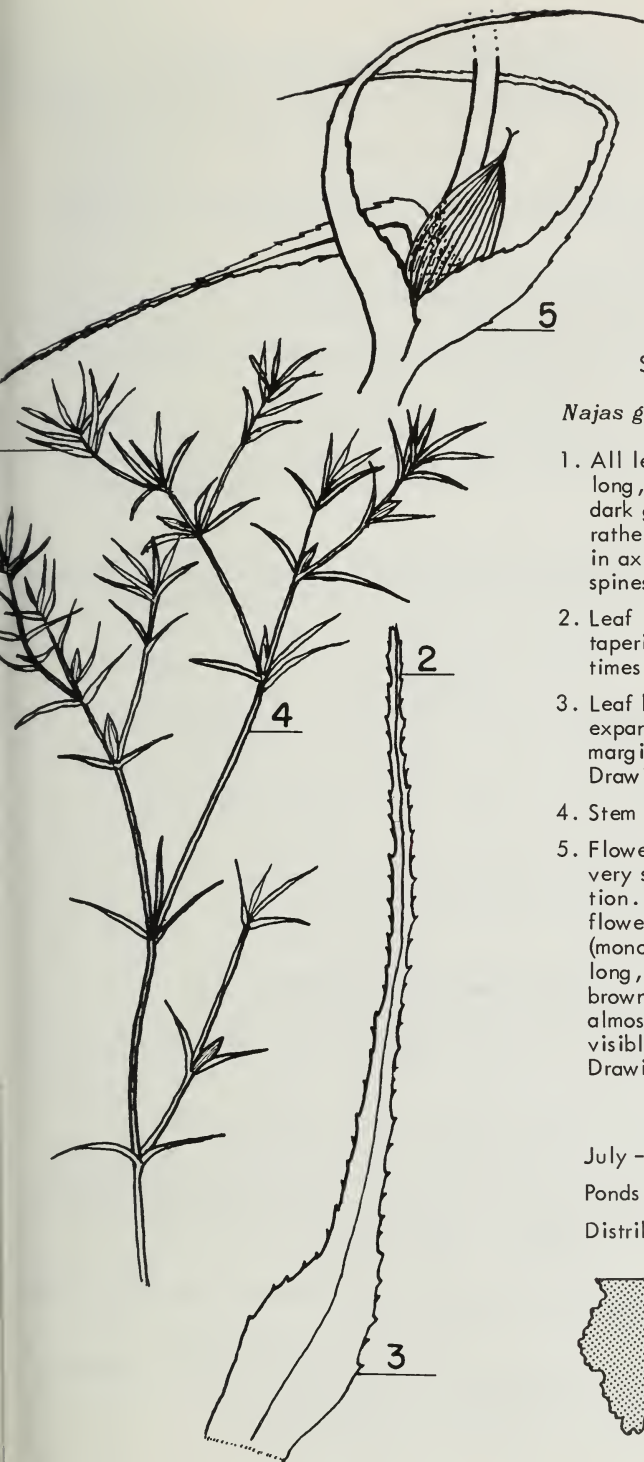 5
S
Najas g
1. All le
long,
dark g
rathe
in ax
spines
2. Leaf
taperi
times
3. Leaf b
expan
margi
Draw
4. Stem
5. Flowe
very s
tion.
flowe
(mono
long,
brown
almos
visibl
Drawi
July –
Ponds
Distri
2
4
3